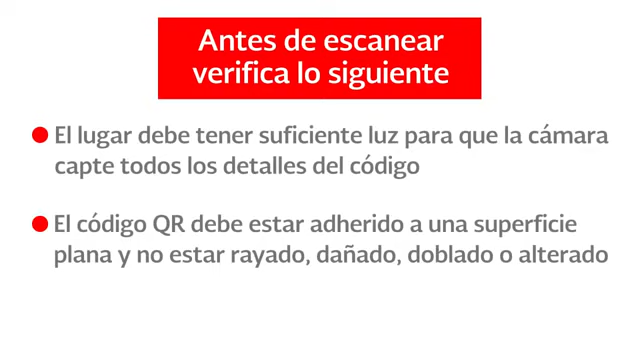 Antes de escanear
verifica lo siguiente
El lugar debe tener suficiente luz para que la cámara
capte todos los detalles del código
El código QR debe estar adherido a una superficie
plana y no estar rayado, dañado, doblado o alterado